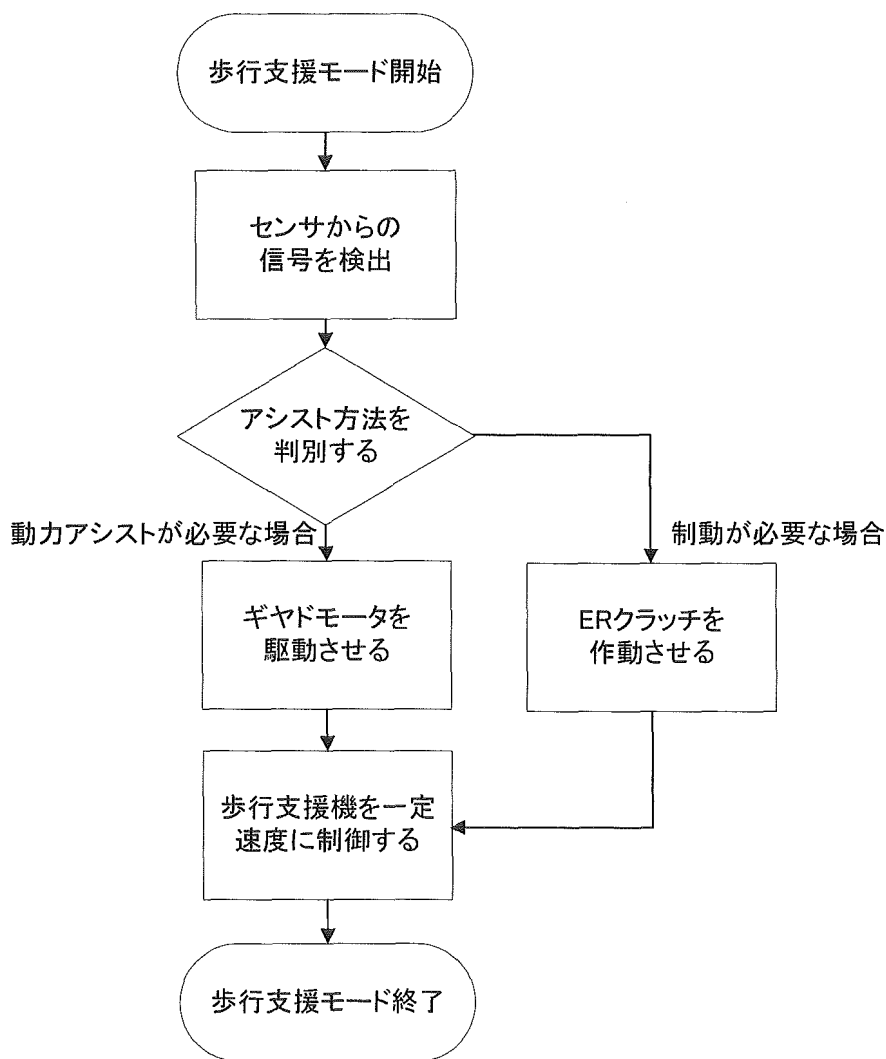 歩行支援モード開始
センサからの
信号を検出
アシスト方法を
判別する
動力アシストが必要な場合
制動が必要な場合
ギヤドモータを
駆動させる
ERクラッチを
作動させる
歩行支援機を一定
速度に制御する
歩行支援モード終了